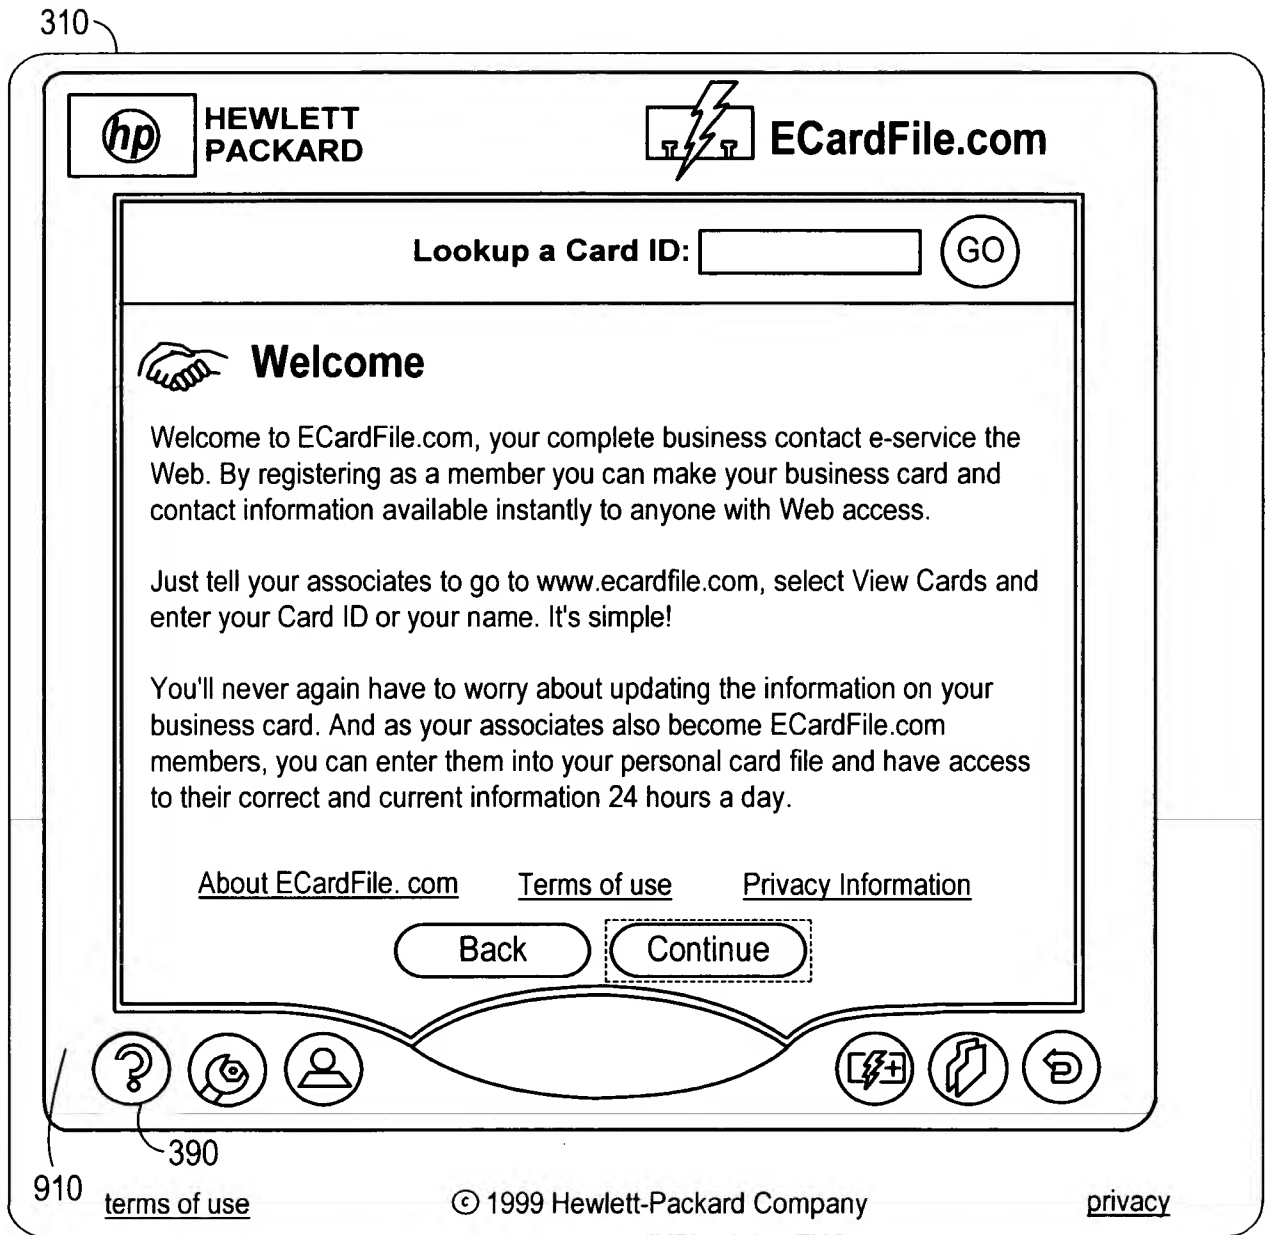 310
hp HEWLETT
PACKARD
ECardFile.com
Lookup a Card ID: GO
Welcome
Welcome to ECardFile.com, your complete business contact e-service the
Web. By registering as a member you can make your business card and
contact information available instantly to anyone with Web access.
Just tell your associates to go to www.ecardfile.com, select View Cards and
enter your Card ID or your name. It's simple!
You'll never again have to worry about updating the information on your
business card. And as your associates also become ECardFile.com
members, you can enter them into your personal card file and have access
to their correct and current information 24 hours a day.
About ECardFile. com Terms of use Privacy Information
Back Continue
?
390
910
terms of use © 1999 Hewlett-Packard Company privacy